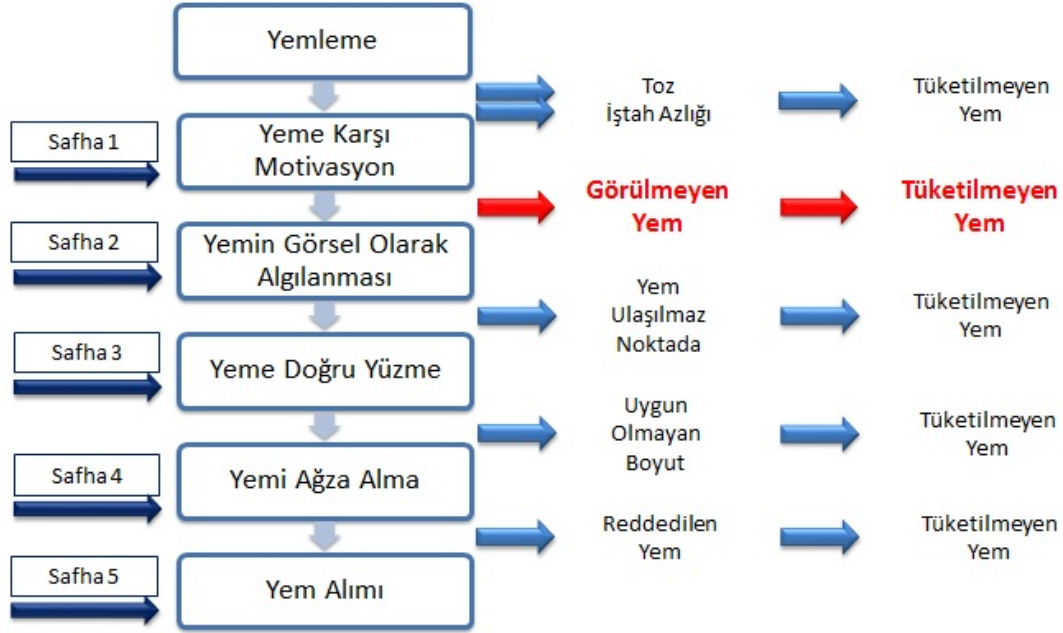 Yemleme
Toz
İştah Azlığı
Tüketilmeyen
Yem
Safha 1
Yeme Karşı
Motivasyon
Görülmeyen
Yem
Tüketilmeyen
Yem
Safha 2
Yemin Görsel Olarak
Algılanması
Yem
Ulaşılmaz
Noktada
Tüketilmeyen
Yem
Safha 3
Yeme Doğru Yüzme
Uygun
Olmayan
Boyut
Tüketilmeyen
Yem
Safha 4
Yemi Ağza Alma
Reddedilen
Yem
Tüketilmeyen
Yem
Safha 5
Yem Alımı